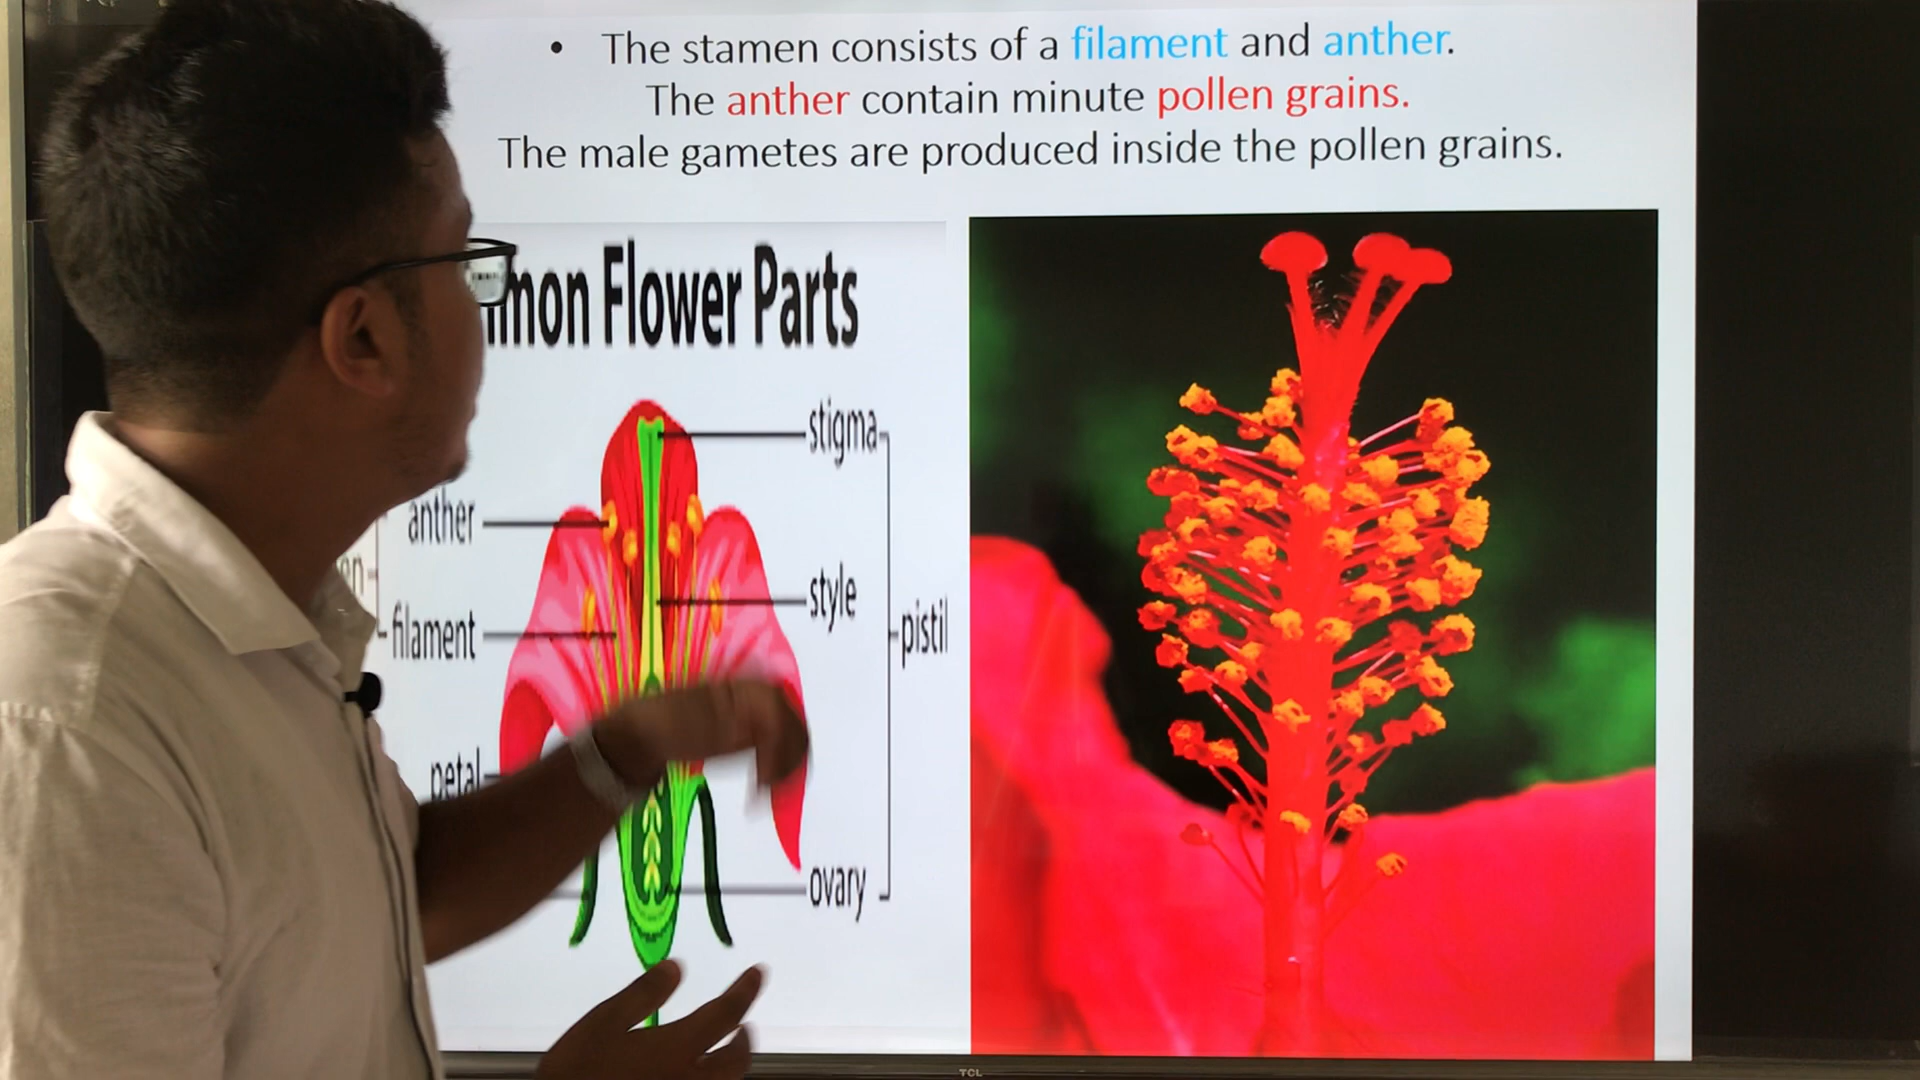 • The stamen consists of a filament and anther.
The anther contain minute pollen grains.
The male gametes are produced inside the pollen grains.
Flower Parts
stigma
anther
style
filament
pistil
petal
ovary
TCL